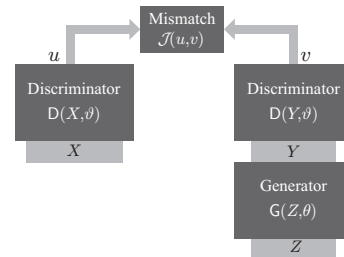 Mismatch
𝒥(u,v)
u
v
Discriminator
D(X,ϑ)
Discriminator
D(Y,ϑ)
X
Y
Generator
G(Z,θ)
Z